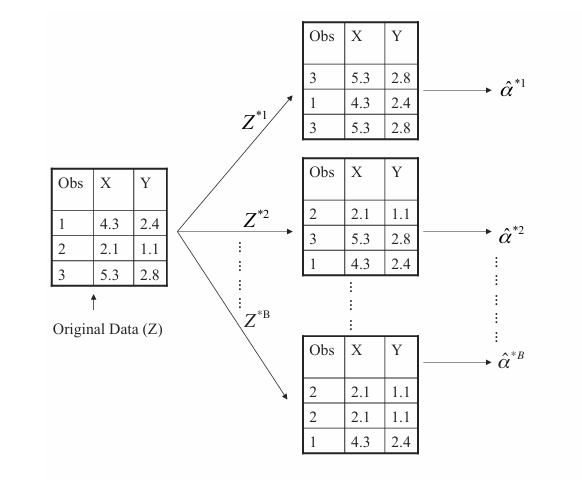 Obs X Y
3 5.3 2.8
1 4.3 2.4
3 5.3 2.8
Z*1
α̂*1
Obs X Y
1 4.3 2.4
2 2.1 1.1
3 5.3 2.8
Original Data (Z)
Z*2
Obs X Y
2 2.1 1.1
3 5.3 2.8
1 4.3 2.4
α̂*2
Z*B
Obs X Y
2 2.1 1.1
2 2.1 1.1
1 4.3 2.4
α̂*B